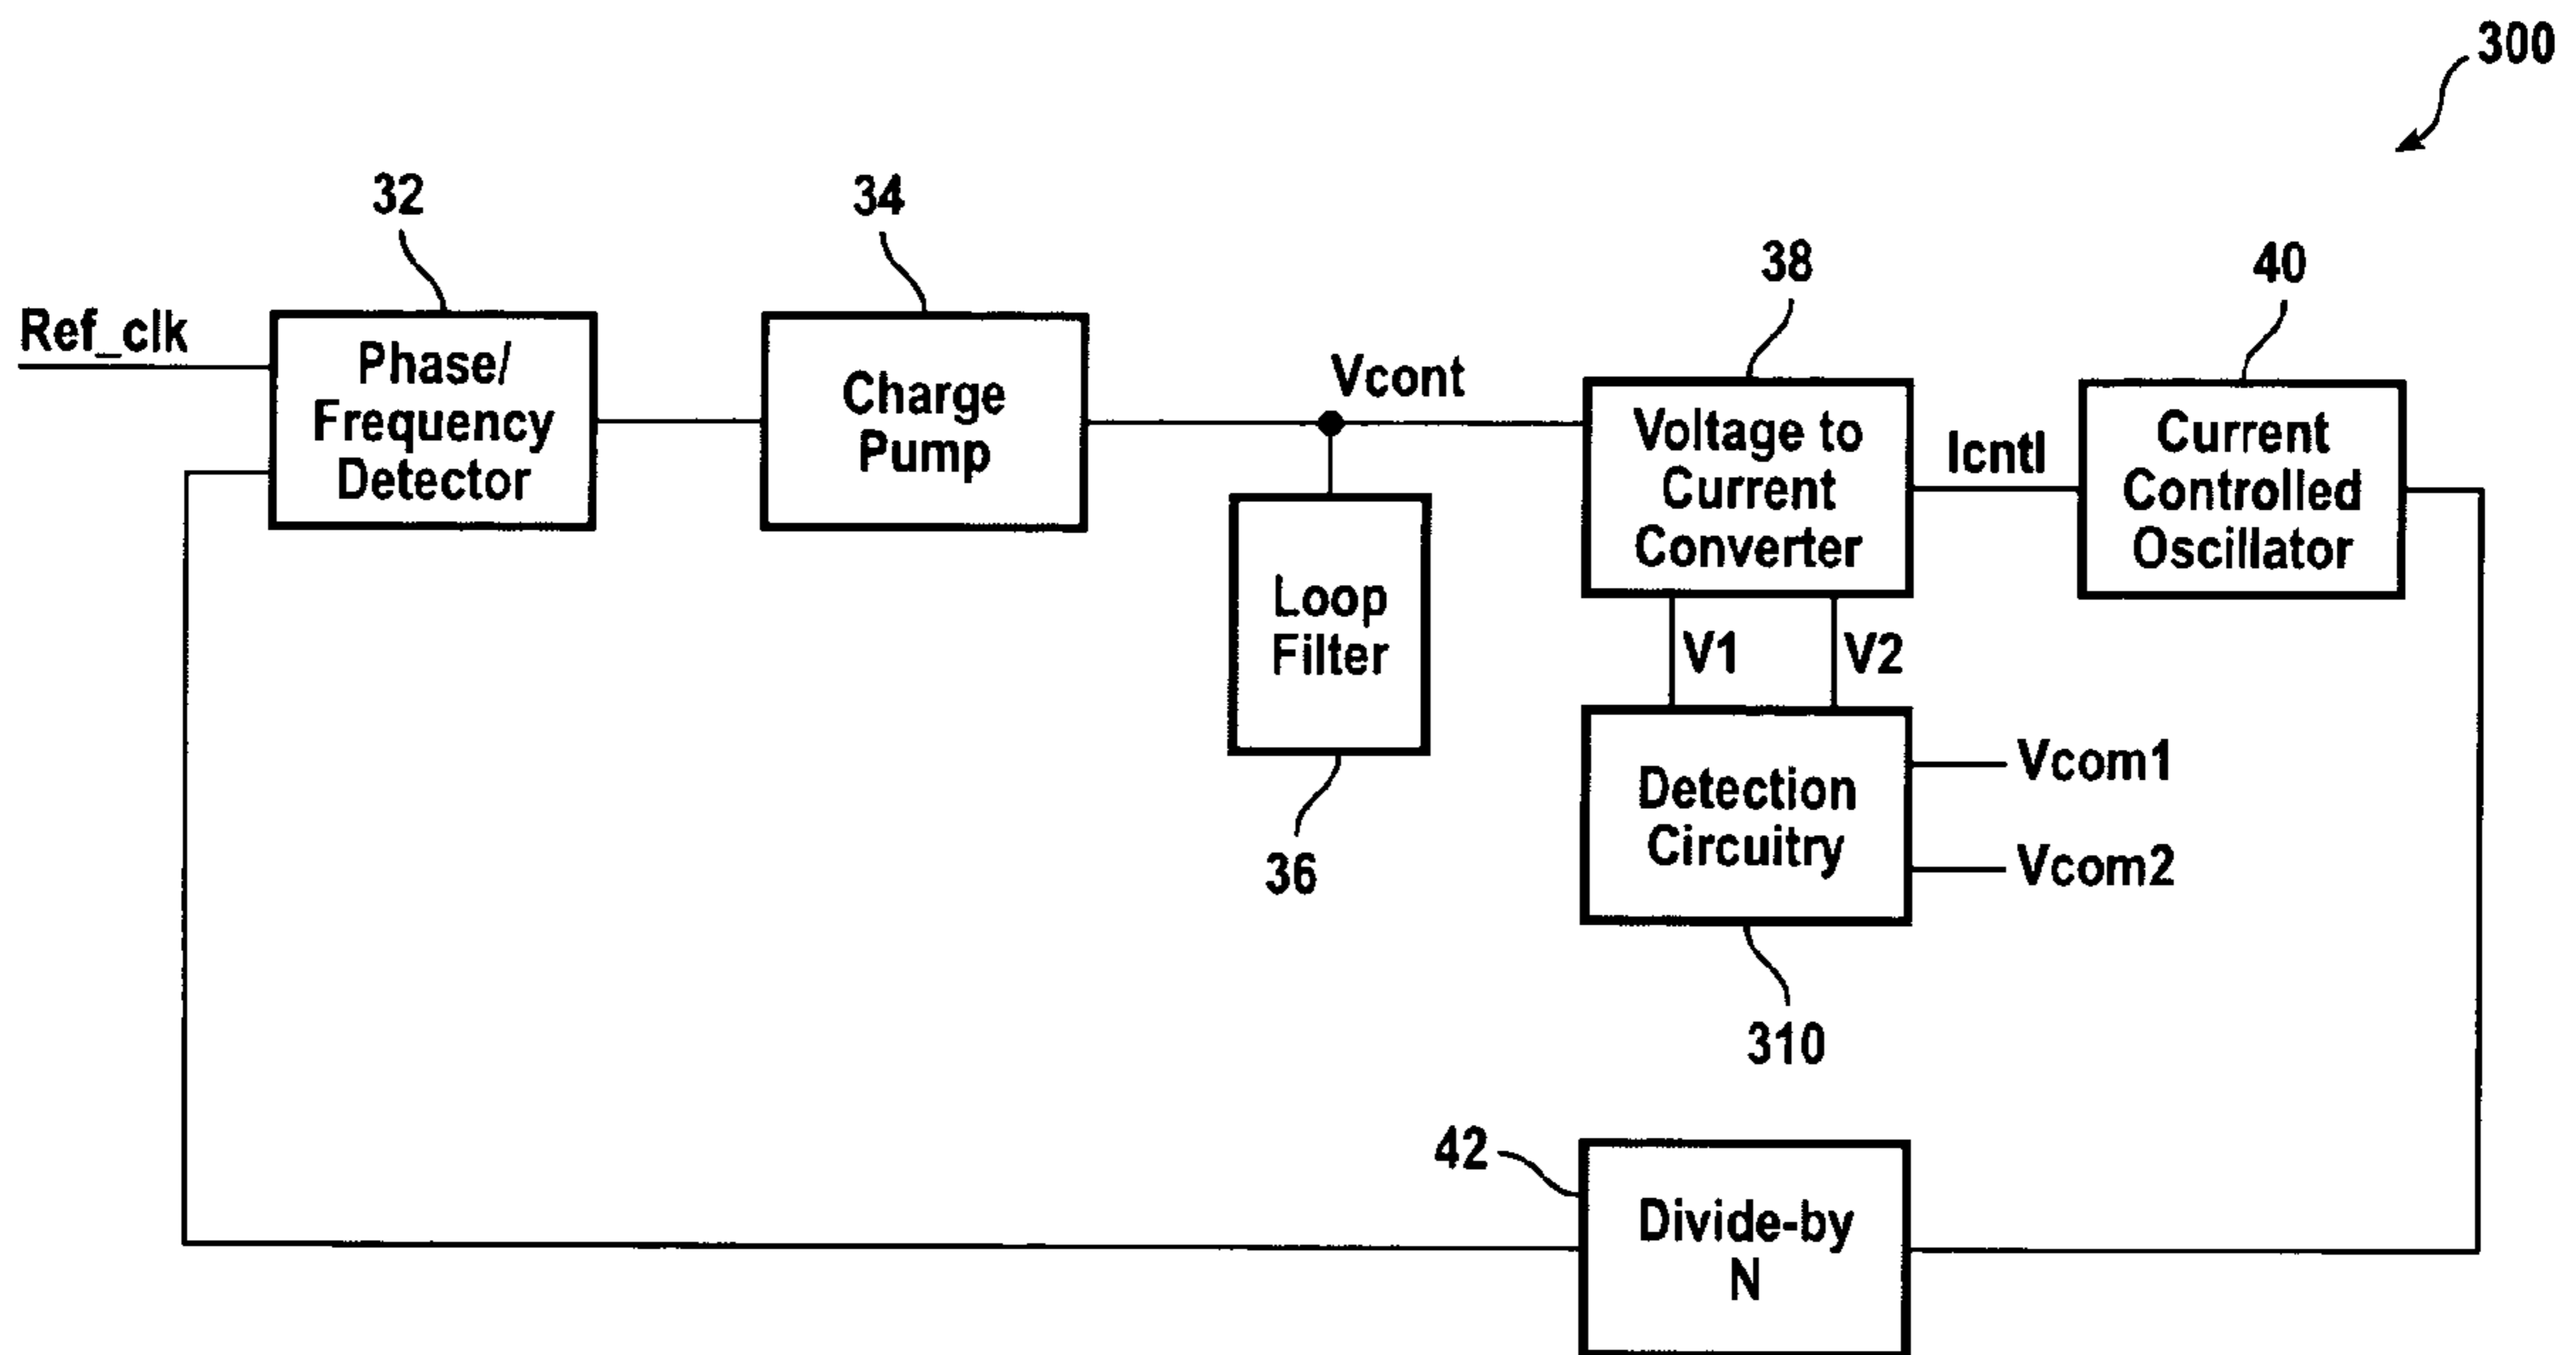 300
32
34
38
40
Ref_clk
Phase/
Frequency
Detector
Charge
Pump
Vcont
Voltage to
Current
Converter
Icntl
Current
Controlled
Oscillator
Loop
Filter
V1
V2
36
Detection
Circuitry
Vcom1
Vcom2
310
42
Divide-by
N